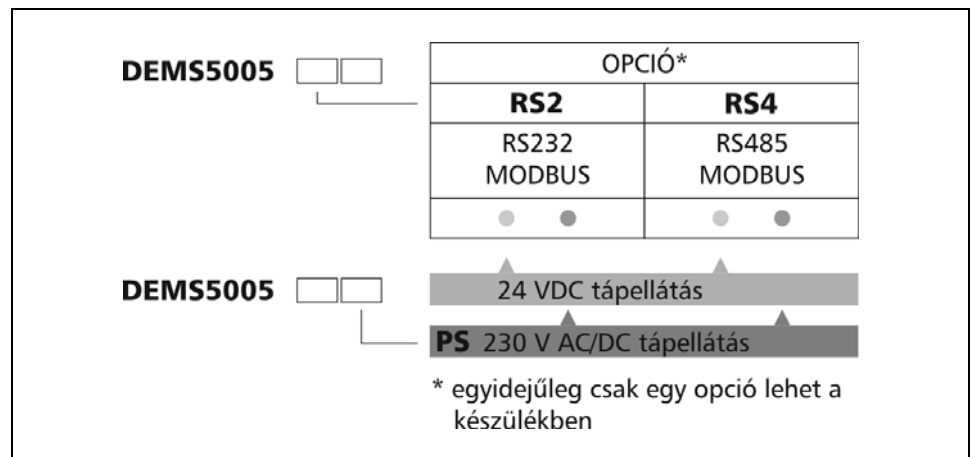 DEMS5005
OPCIÓ*
RS2 RS4
RS232 RS485
MODBUS MODBUS
DEMS5005
24 VDC tápellátás
PS 230 V AC/DC tápellátás
* egyidejűleg csak egy opció lehet a
készülékben